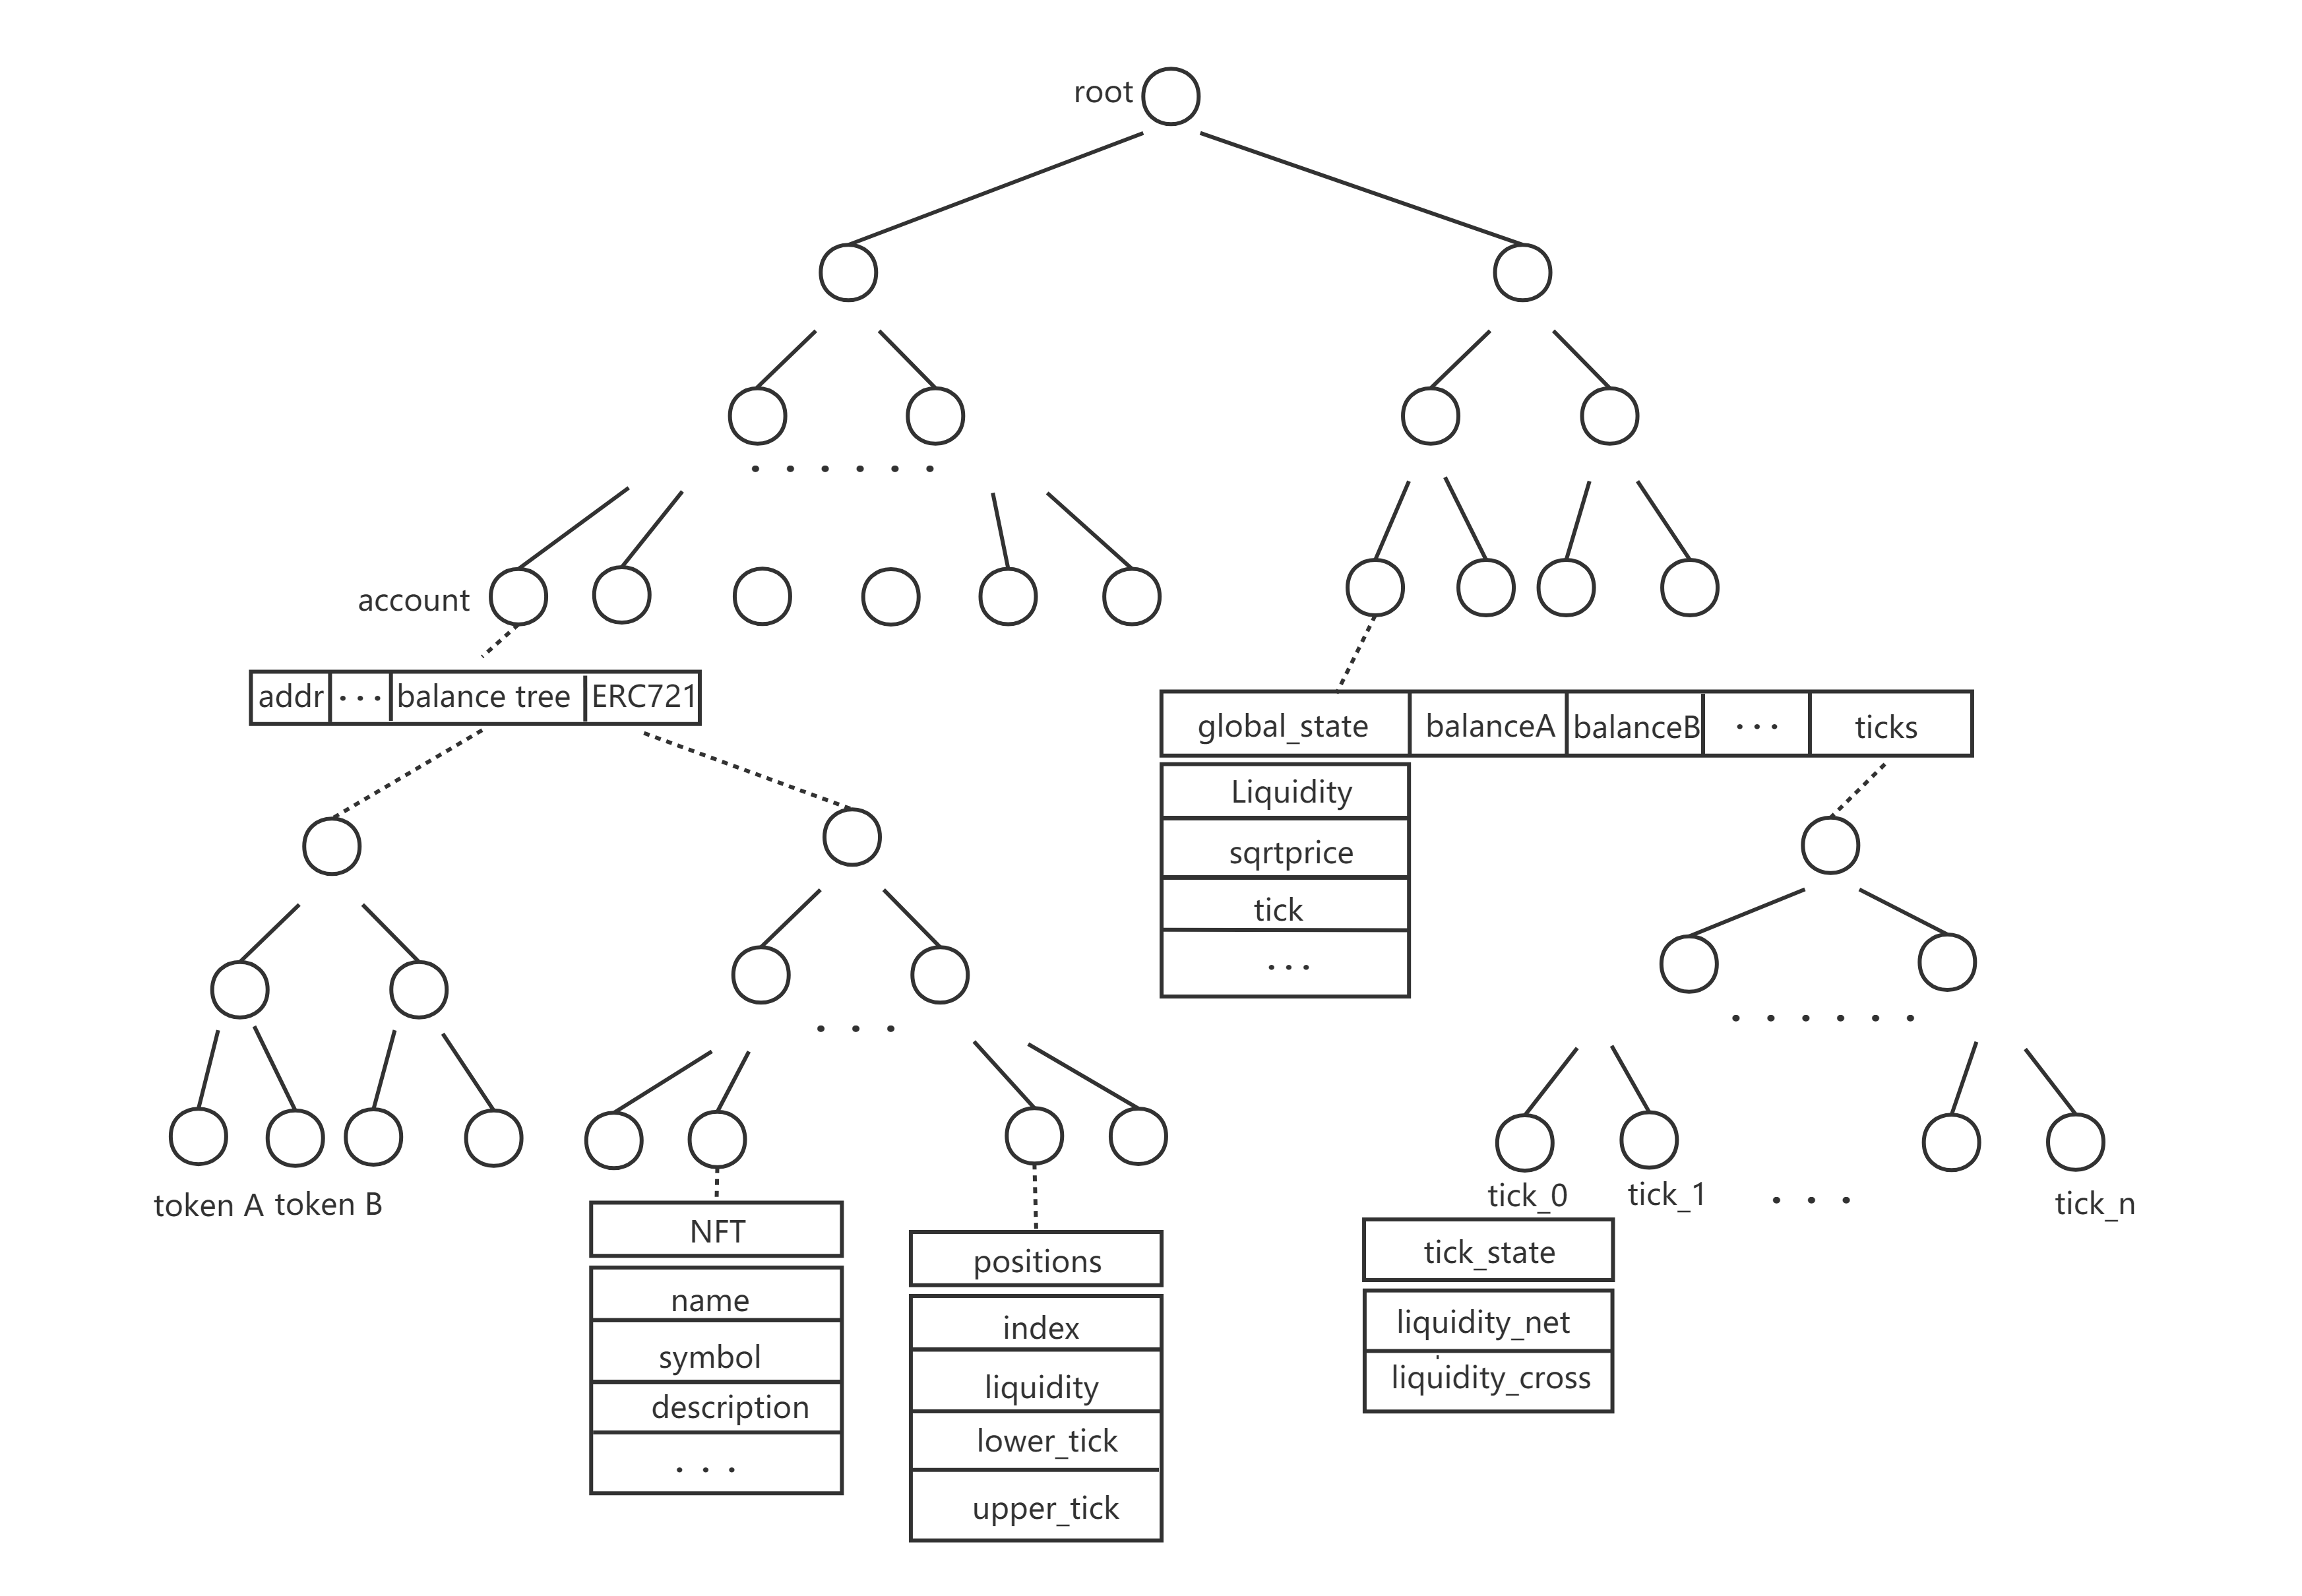 root
account
addr ... balance tree ERC721
global_state balanceA balanceB ... ticks
Liquidity
sqrtprice
tick
...
token A token B
NFT
name
symbol
description
...
positions
index
liquidity
lower_tick
upper_tick
tick_0 tick_1 ... tick_n
tick_state
liquidity_net
liquidity_cross